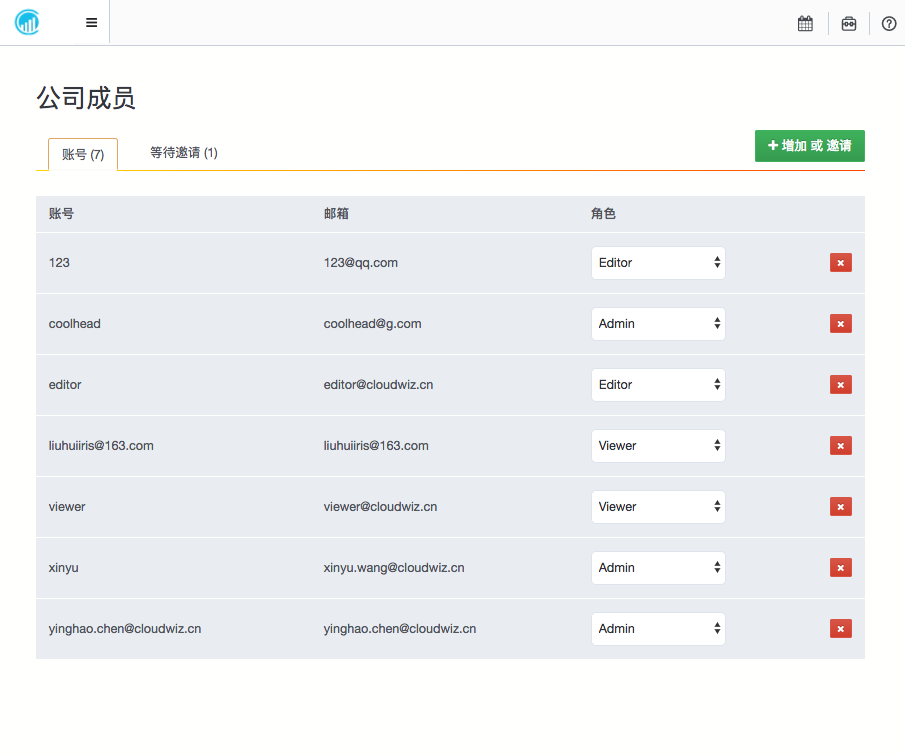 公司成员
账号 (7) 等待邀请 (1) 增加 或 邀请
账号 邮箱 角色
123 123@qq.com Editor
coolhead coolhead@g.com Admin
editor editor@cloudwiz.cn Editor
liuhuiiris@163.com liuhuiiris@163.com Viewer
viewer viewer@cloudwiz.cn Viewer
xinyu xinyu.wang@cloudwiz.cn Admin
yinghao.chen@cloudwiz.cn yinghao.chen@cloudwiz.cn Admin